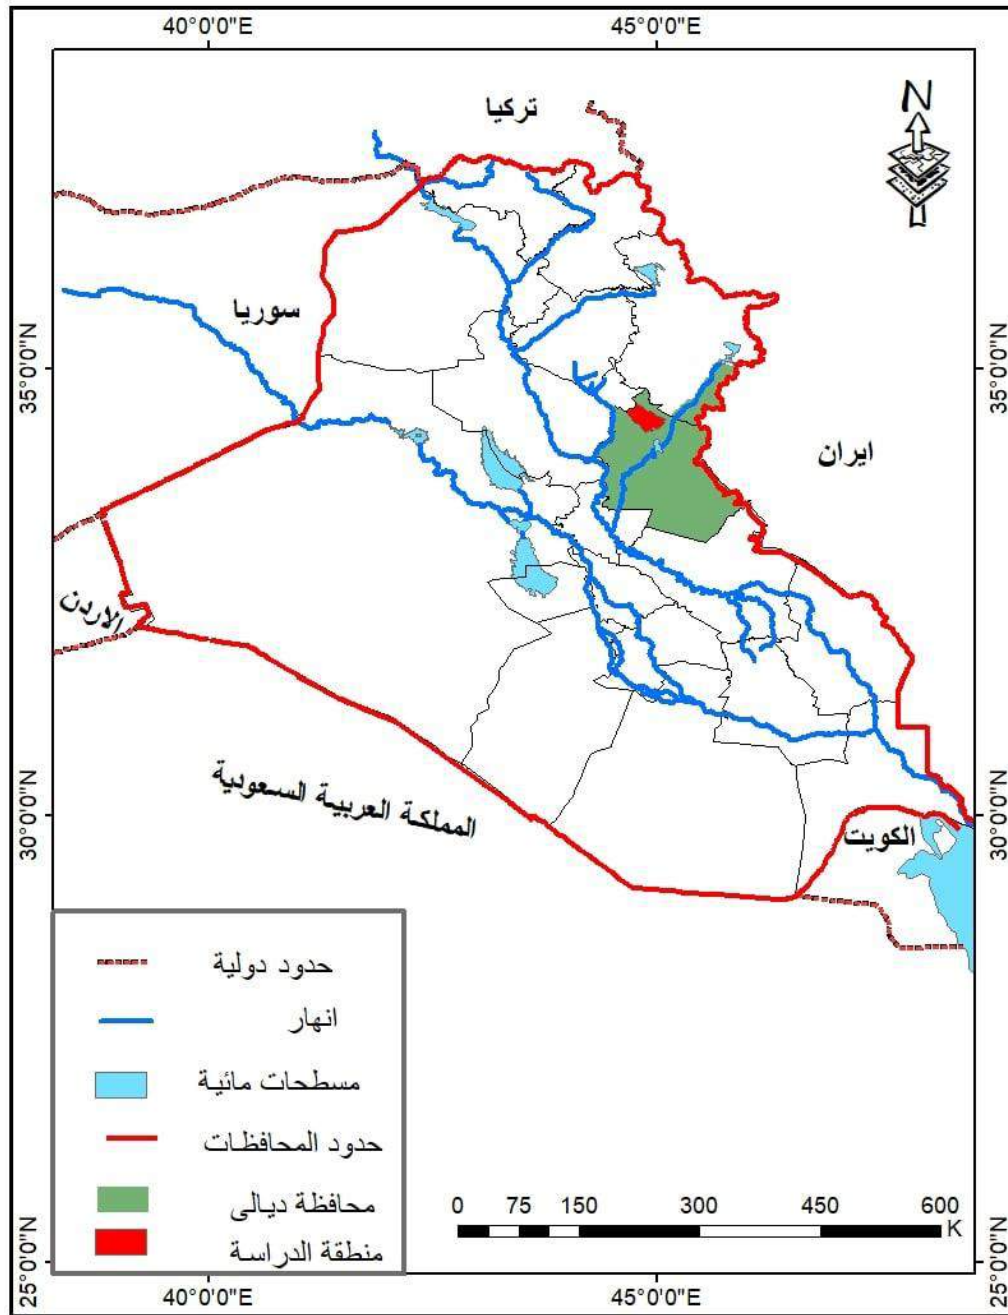 40°0'0"E 45°0'0"E
N
تركيا
سوريا
35°0'0"N 35°0'0"N
ايران
الاردن
المملكة العربية السعودية
30°0'0"N الكويت 30°0'0"N
حدود دولية
انهار
مسطحات مائية
حدود المحافظات
محافظة ديالى
منطقة الدراسة
0 75 150 300 450 600
K
25°0'0"N 25°0'0"N
40°0'0"E 45°0'0"E